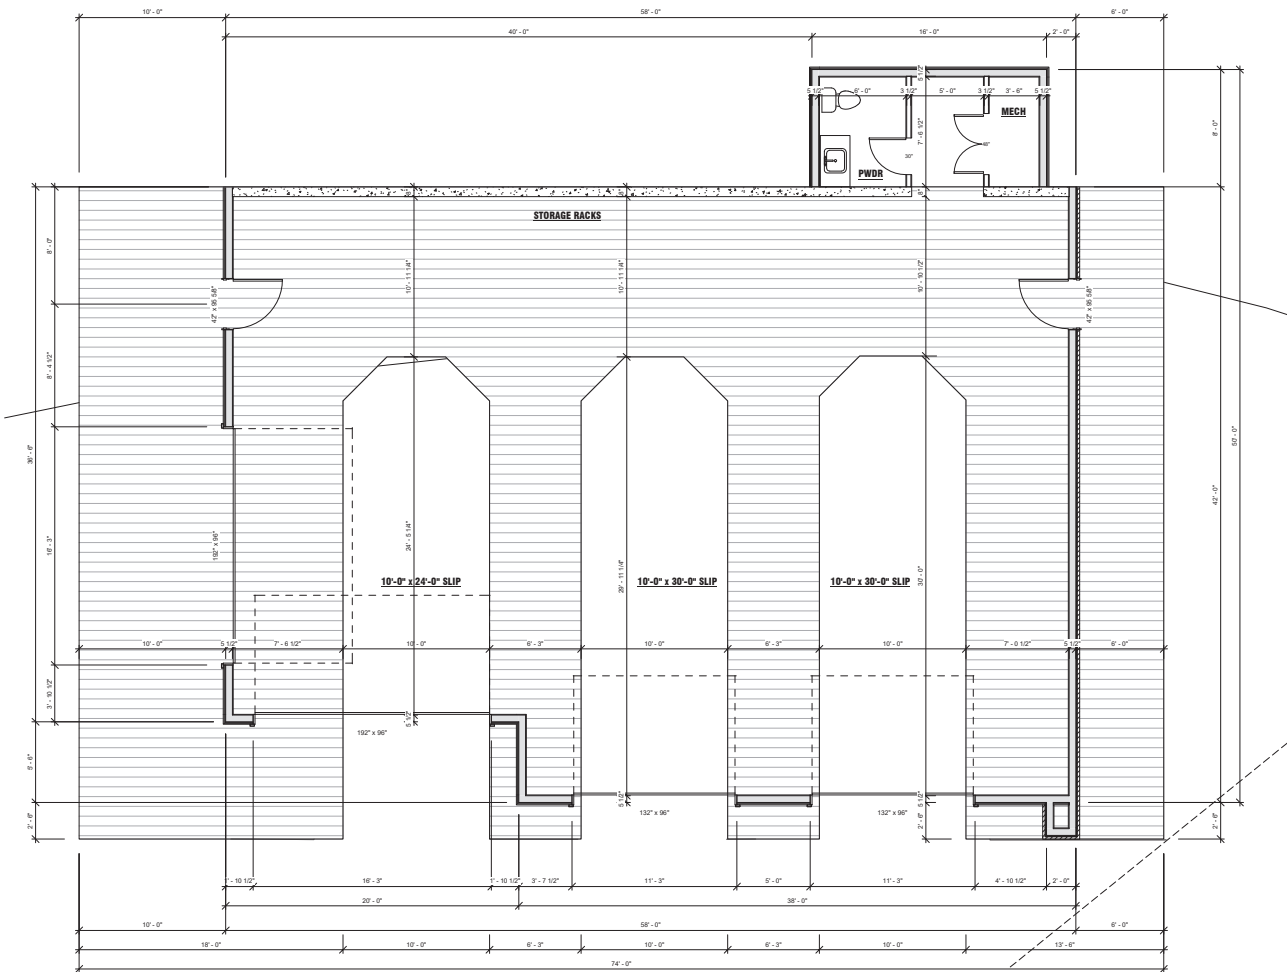 10' - 0"
58' - 0"
6' - 0"
40' - 0"
16' - 0"
2' - 0"
5 1/2"
5 1/2"
6' - 0"
3 1/2"
5' - 0"
3 1/2"
3' - 6"
5 1/2"
MECH
7' - 6 1/2"
8' - 0"
30"
48"
PWDR
8"
8"
8"
STORAGE RACKS
8' - 0"
10' - 11 1/4"
10' - 11 1/4"
10' - 10 1/2"
42" x 95 5/8"
42" x 95 5/8"
8' - 4 1/2"
50' - 0"
30' - 6"
42' - 0"
16' - 3"
192" x 96"
24' - 5 1/4"
29' - 11 1/4"
30' - 0"
10'-0" x 24'-0" SLIP
10'-0" x 30'-0" SLIP
10'-0" x 30'-0" SLIP
10' - 0"
5 1/2"
7' - 6 1/2"
10' - 0"
6' - 3"
10' - 0"
6' - 3"
10' - 0"
7' - 0 1/2"
5 1/2"
6' - 0"
3' - 10 1/2"
5 1/2"
192" x 96"
5' - 6"
5 1/2"
5 1/2"
132" x 96"
132" x 96"
2' - 6"
2' - 6"
2' - 6"
1' - 10 1/2"
16' - 3"
1' - 10 1/2"
3' - 7 1/2"
11' - 3"
5' - 0"
11' - 3"
4' - 10 1/2"
2' - 0"
20' - 0"
38' - 0"
10' - 0"
58' - 0"
6' - 0"
18' - 0"
10' - 0"
6' - 3"
10' - 0"
6' - 3"
10' - 0"
13' - 6"
74' - 0"